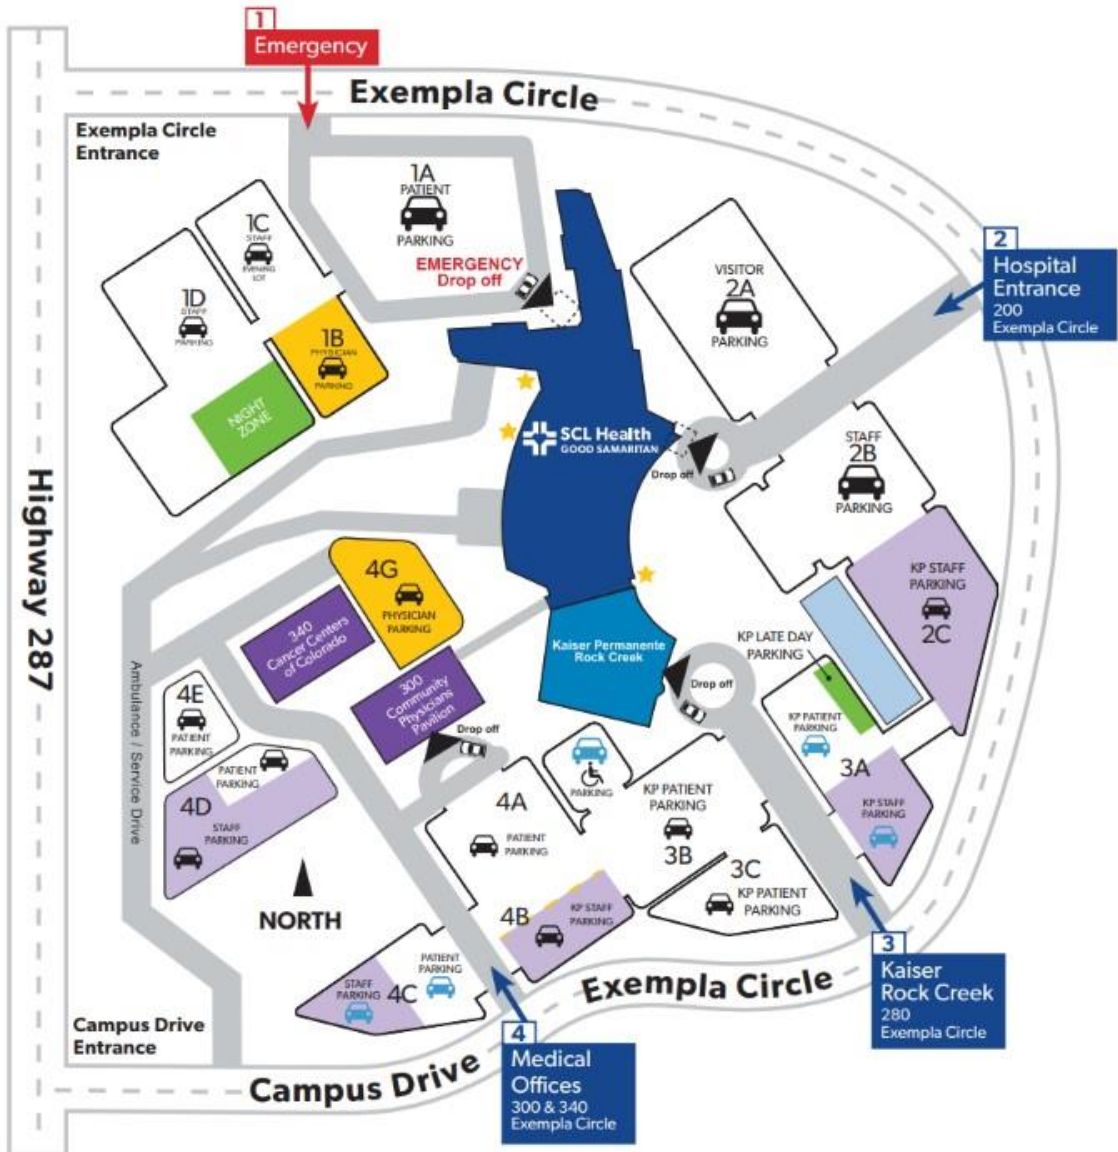 1
Emergency
Exempla Circle
Exempla Circle
Entrance
1A
PATIENT
PARKING
EMERGENCY
Drop off
1C
STAFF
EVENING
LOT
1D
STAFF
PARKING
1B
PHYSICIAN
PARKING
NIGHT
ZONE
VISITOR
2A
PARKING
2
Hospital
Entrance
200
Exempla Circle
SCL Health
GOOD SAMARITAN
Drop off
STAFF
2B
PARKING
Highway 287
4G
PHYSICIAN
PARKING
KP STAFF
PARKING
2C
340
Cancer Centers
of Colorado
Kaiser Permanente
Rock Creek
KP LATE DAY
PARKING
300
Community
Physicians
Pavilion
Drop off
Drop off
Ambulance / Service Drive
4E
PATIENT
PARKING
KP PATIENT
PARKING
3A
KP STAFF
PARKING
PATIENT
PARKING
4D
STAFF
PARKING
PARKING
KP PATIENT
PARKING
3B
4A
PATIENT
PARKING
3C
KP PATIENT
PARKING
4B
KP STAFF
PARKING
NORTH
PATIENT
PARKING
STAFF
PARKING
4C
Exempla Circle
3
Kaiser
Rock Creek
280
Exempla Circle
Campus Drive
Entrance
4
Medical
Offices
300 & 340
Exempla Circle
Campus Drive